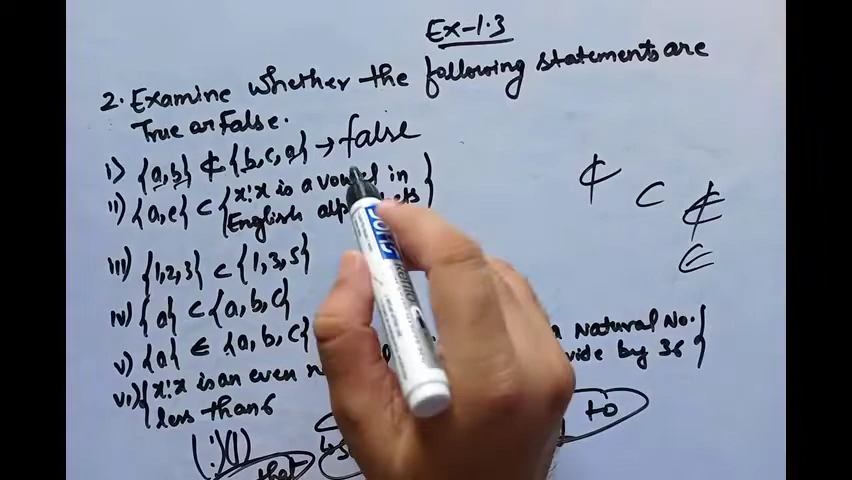 Ex-1.3
2. Examine whether the following statements are
True or False.
i) {a,b} ⊄ {b,c,a} → false
ii) {a,e} ⊂ {x:x is a vowel in
English alphabets}
iii) {1,2,3} ⊂ {1,3,5}
iv) {a} ⊂ {a,b,c}
v) {a} ∈ {a,b,c}
vi) {x:x is an even n Natural No.
less than 6 vide by 36}
(:)(|)
that to
⊄ ⊂ ∉
∈